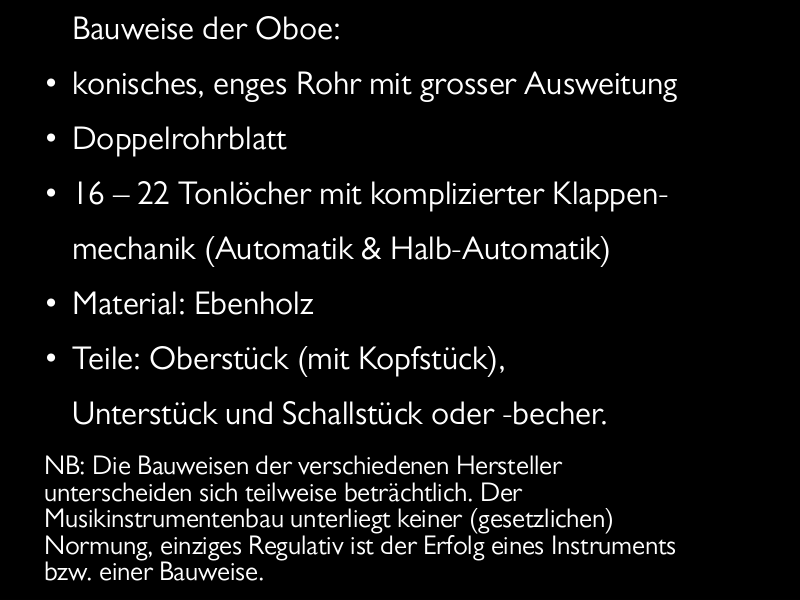 Bauweise der Oboe:
• konisches, enges Rohr mit grosser Ausweitung
• Doppelrohrblatt
• 16 – 22 Tonlöcher mit komplizierter Klappen-
mechanik (Automatik & Halb-Automatik)
• Material: Ebenholz
• Teile: Oberstück (mit Kopfstück),
Unterstück und Schallstück oder -becher.
NB: Die Bauweisen der verschiedenen Hersteller
unterscheiden sich teilweise beträchtlich. Der
Musikinstrumentenbau unterliegt keiner (gesetzlichen)
Normung, einziges Regulativ ist der Erfolg eines Instruments
bzw. einer Bauweise.